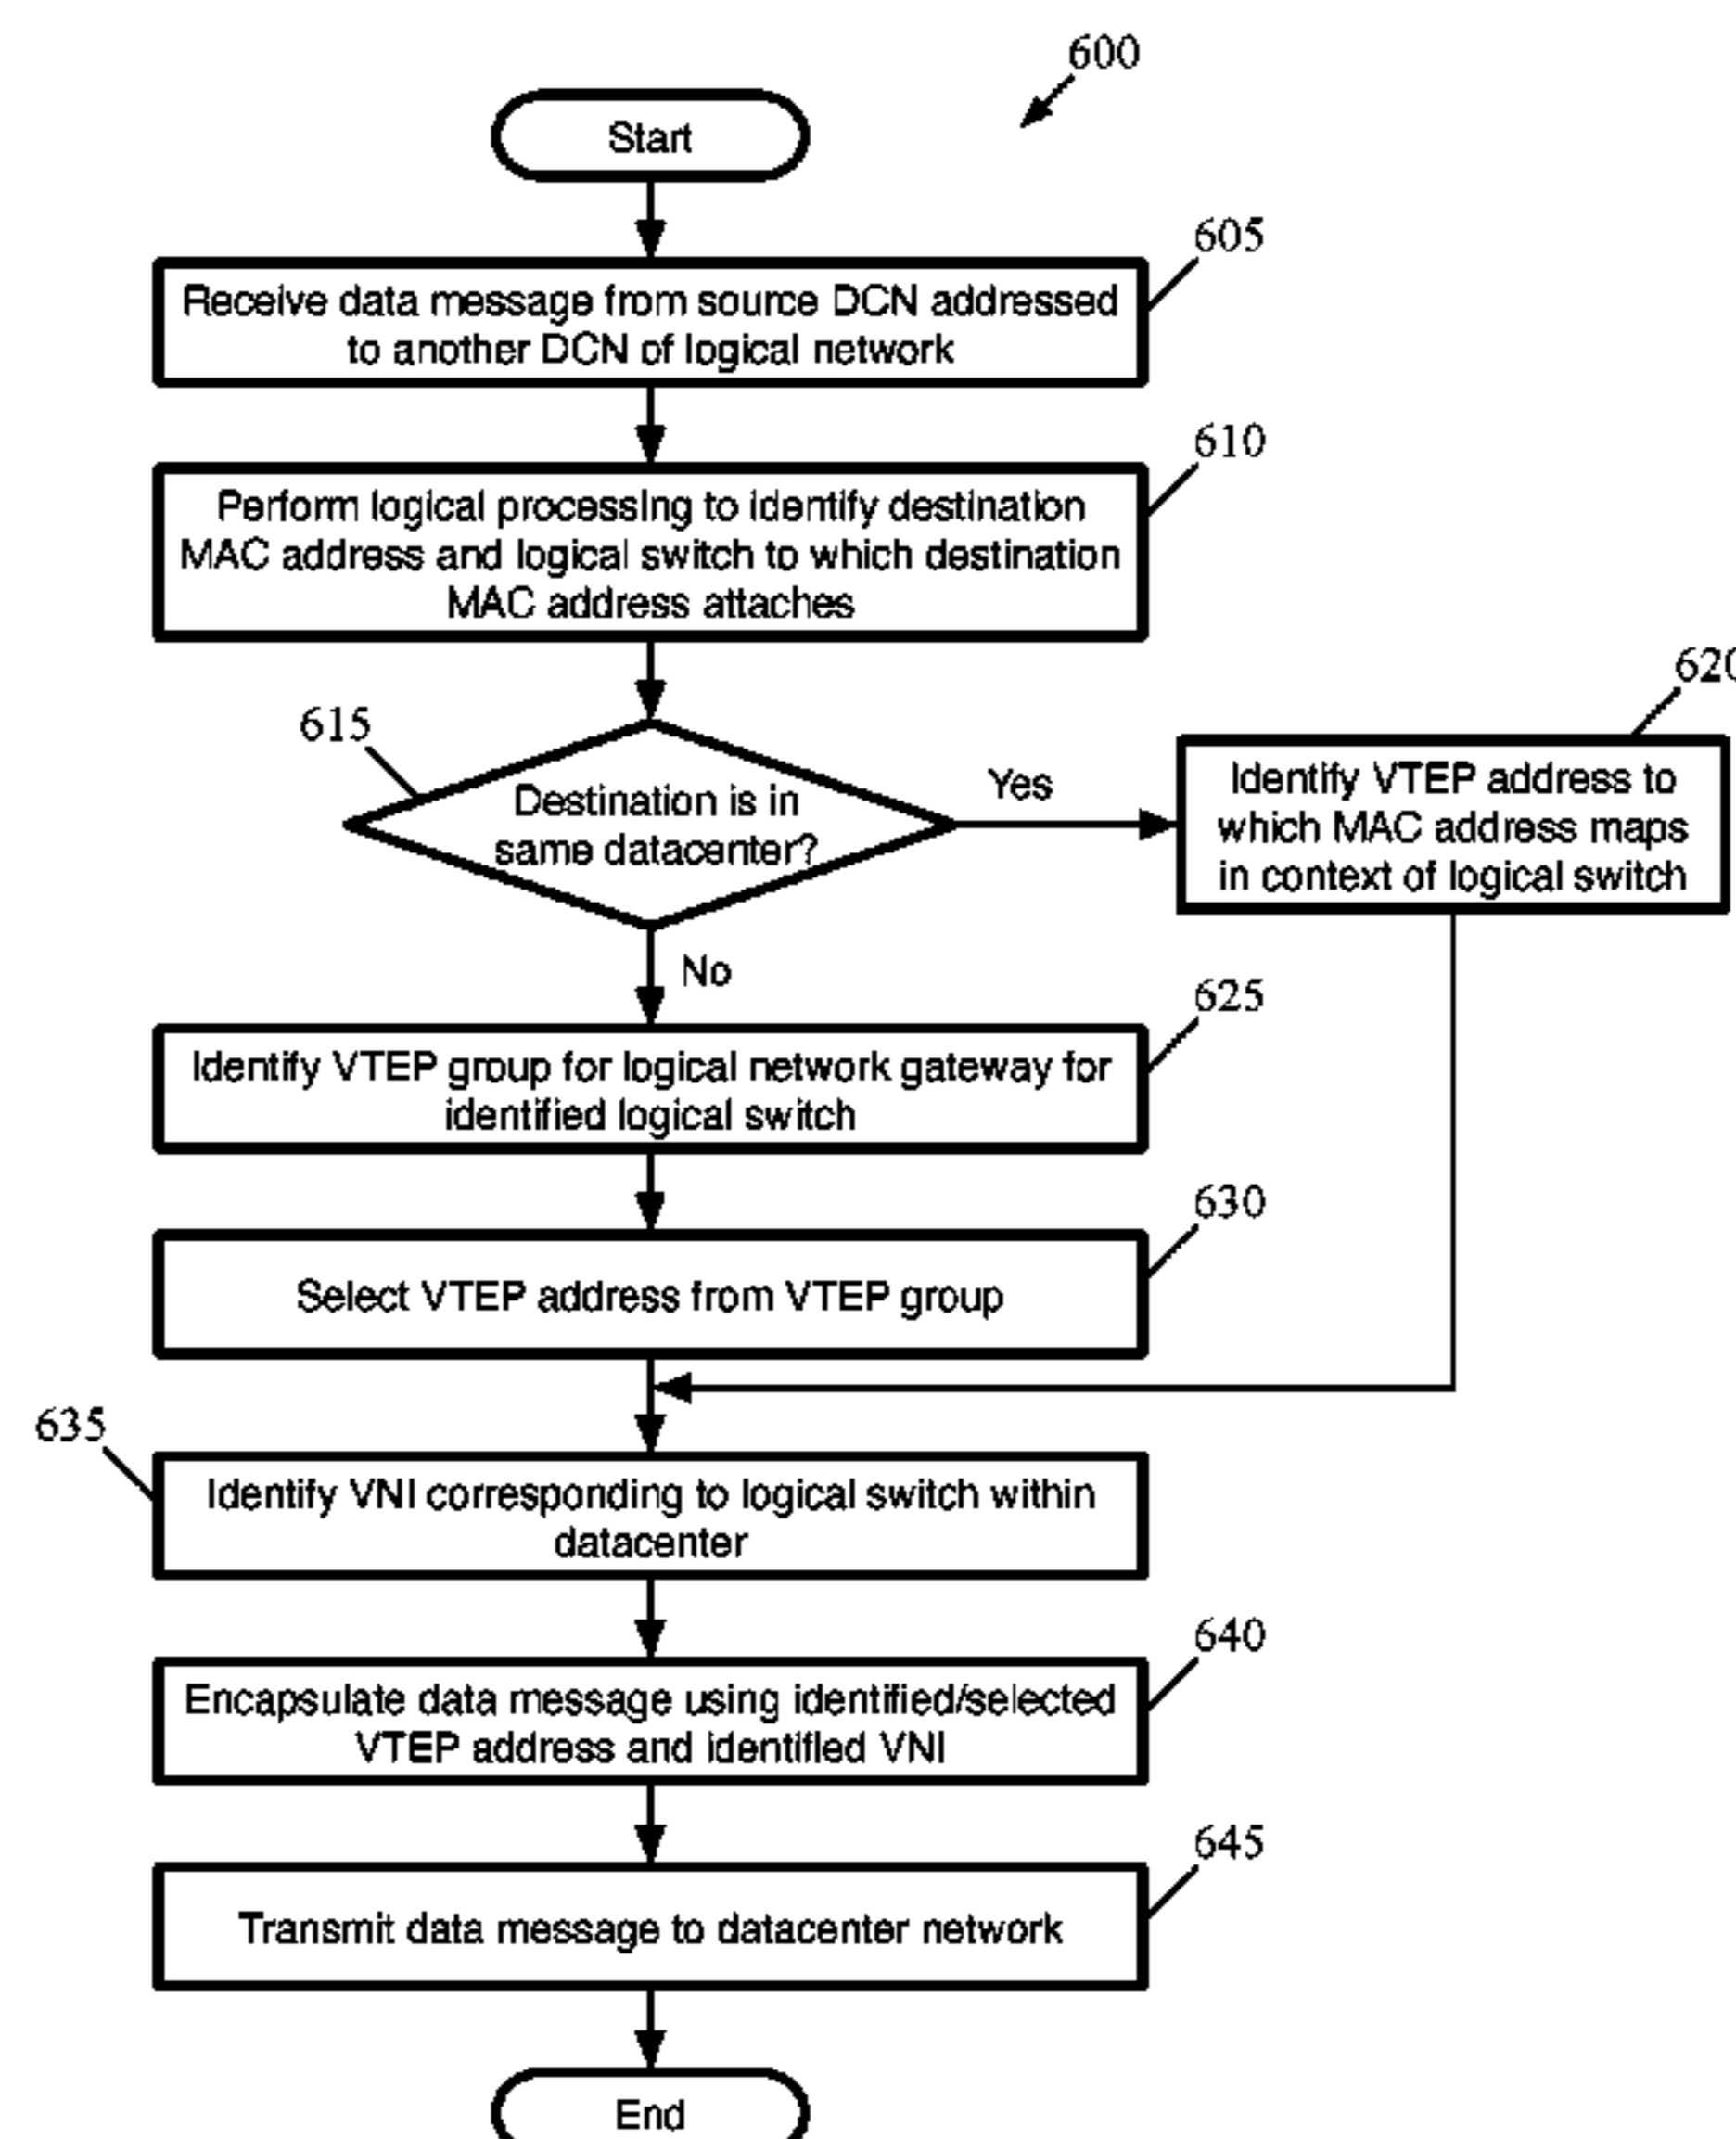 600
Start
605
Receive data message from source DCN addressed
to another DCN of logical network
610
Perform logical processing to identify destination
MAC address and logical switch to which destination
MAC address attaches
615
Destination is in
same datacenter?
Yes
620
Identify VTEP address to
which MAC address maps
in context of logical switch
No
625
Identify VTEP group for logical network gateway for
identified logical switch
630
Select VTEP address from VTEP group
635
Identify VNI corresponding to logical switch within
datacenter
640
Encapsulate data message using identified/selected
VTEP address and identified VNI
645
Transmit data message to datacenter network
End